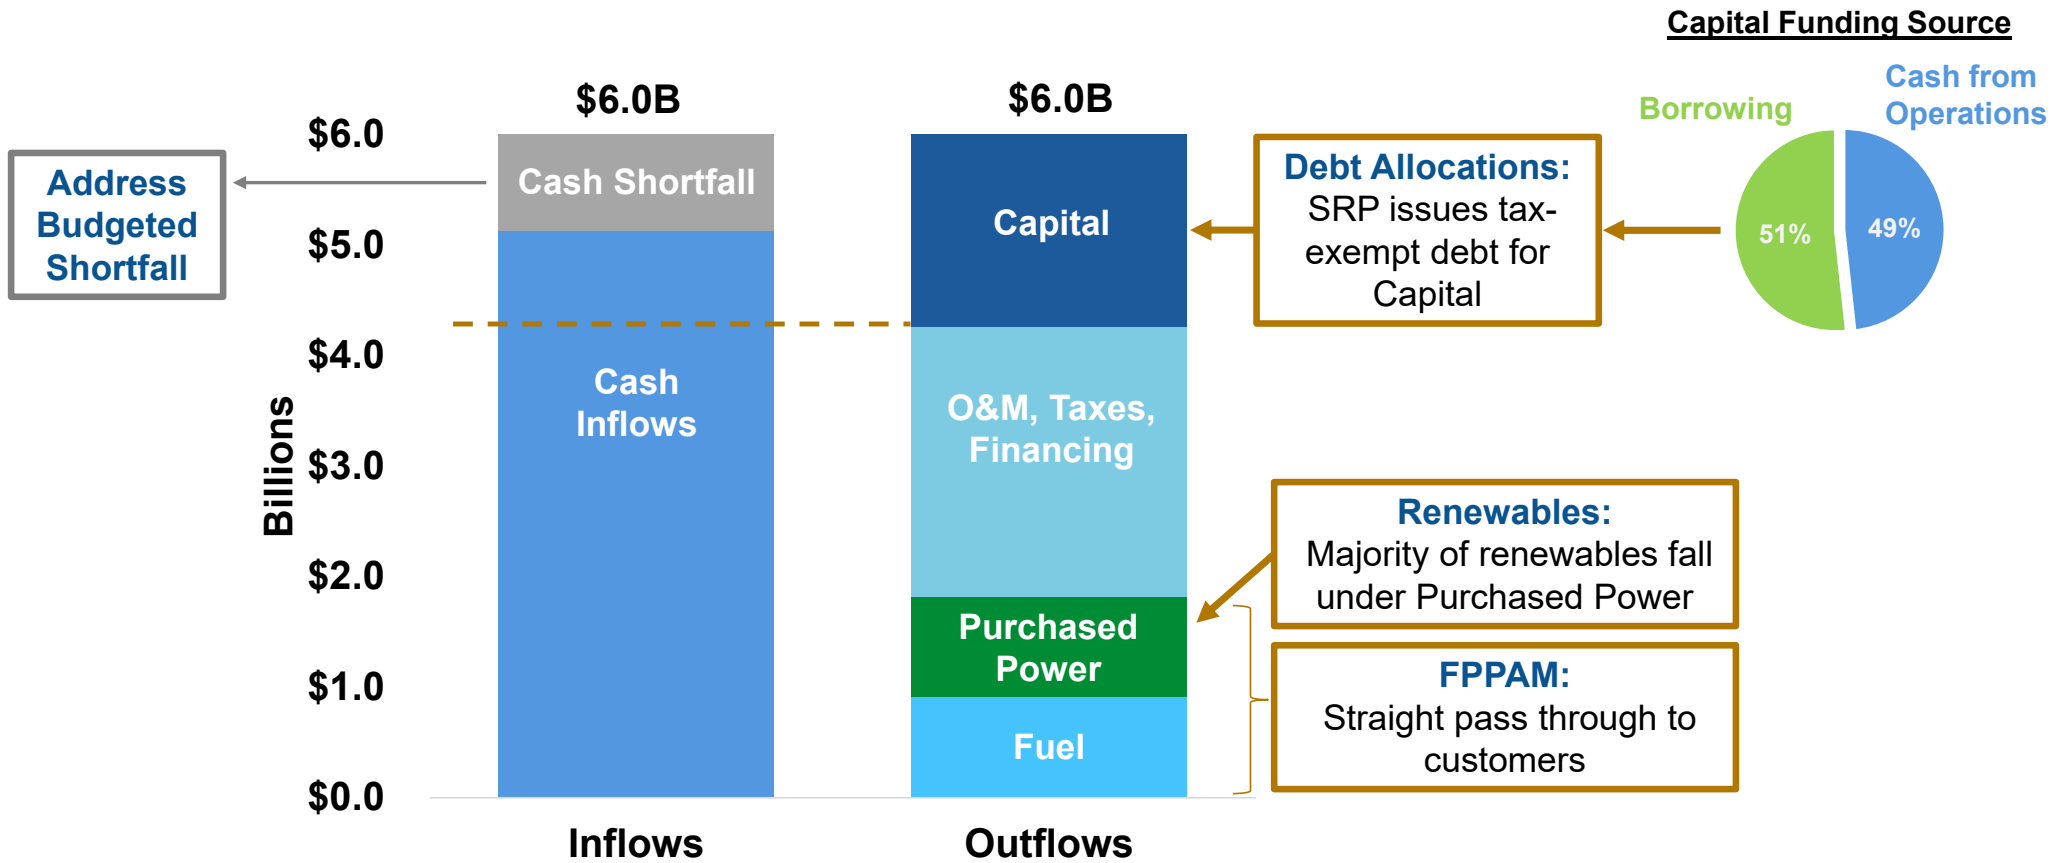 Capital Funding Source
Cash from
Operations
Borrowing
51%
49%
$6.0B
$6.0B
$6.0
$5.0
$4.0
$3.0
$2.0
$1.0
$0.0
Billions
Address
Budgeted
Shortfall
Cash Shortfall
Cash
Inflows
Capital
O&M, Taxes,
Financing
Purchased
Power
Fuel
Debt Allocations:
SRP issues tax-
exempt debt for
Capital
Renewables:
Majority of renewables fall
under Purchased Power
FPPAM:
Straight pass through to
customers
Inflows
Outflows